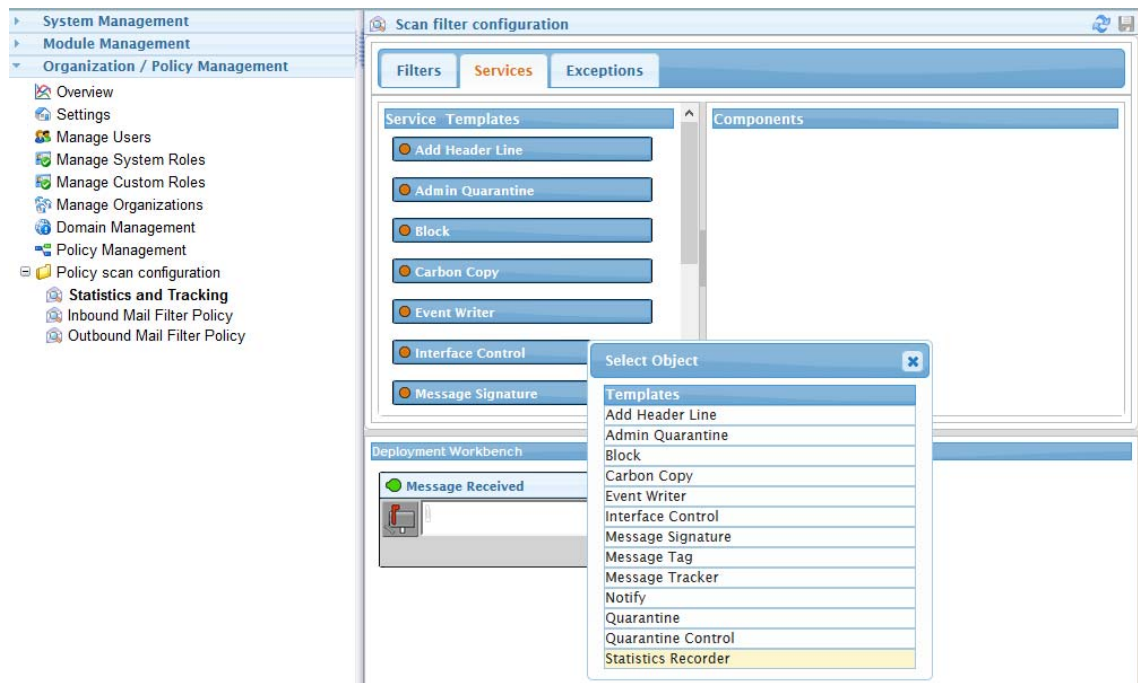 System Management
Module Management
Organization / Policy Management
Overview
Settings
Manage Users
Manage System Roles
Manage Custom Roles
Manage Organizations
Domain Management
Policy Management
Policy scan configuration
Statistics and Tracking
Inbound Mail Filter Policy
Outbound Mail Filter Policy
Scan filter configuration
Filters
Services
Exceptions
Service Templates
Add Header Line
Admin Quarantine
Block
Carbon Copy
Event Writer
Interface Control
Message Signature
Components
Deployment Workbench
Message Received
Select Object
Templates
Add Header Line
Admin Quarantine
Block
Carbon Copy
Event Writer
Interface Control
Message Signature
Message Tag
Message Tracker
Notify
Quarantine
Quarantine Control
Statistics Recorder